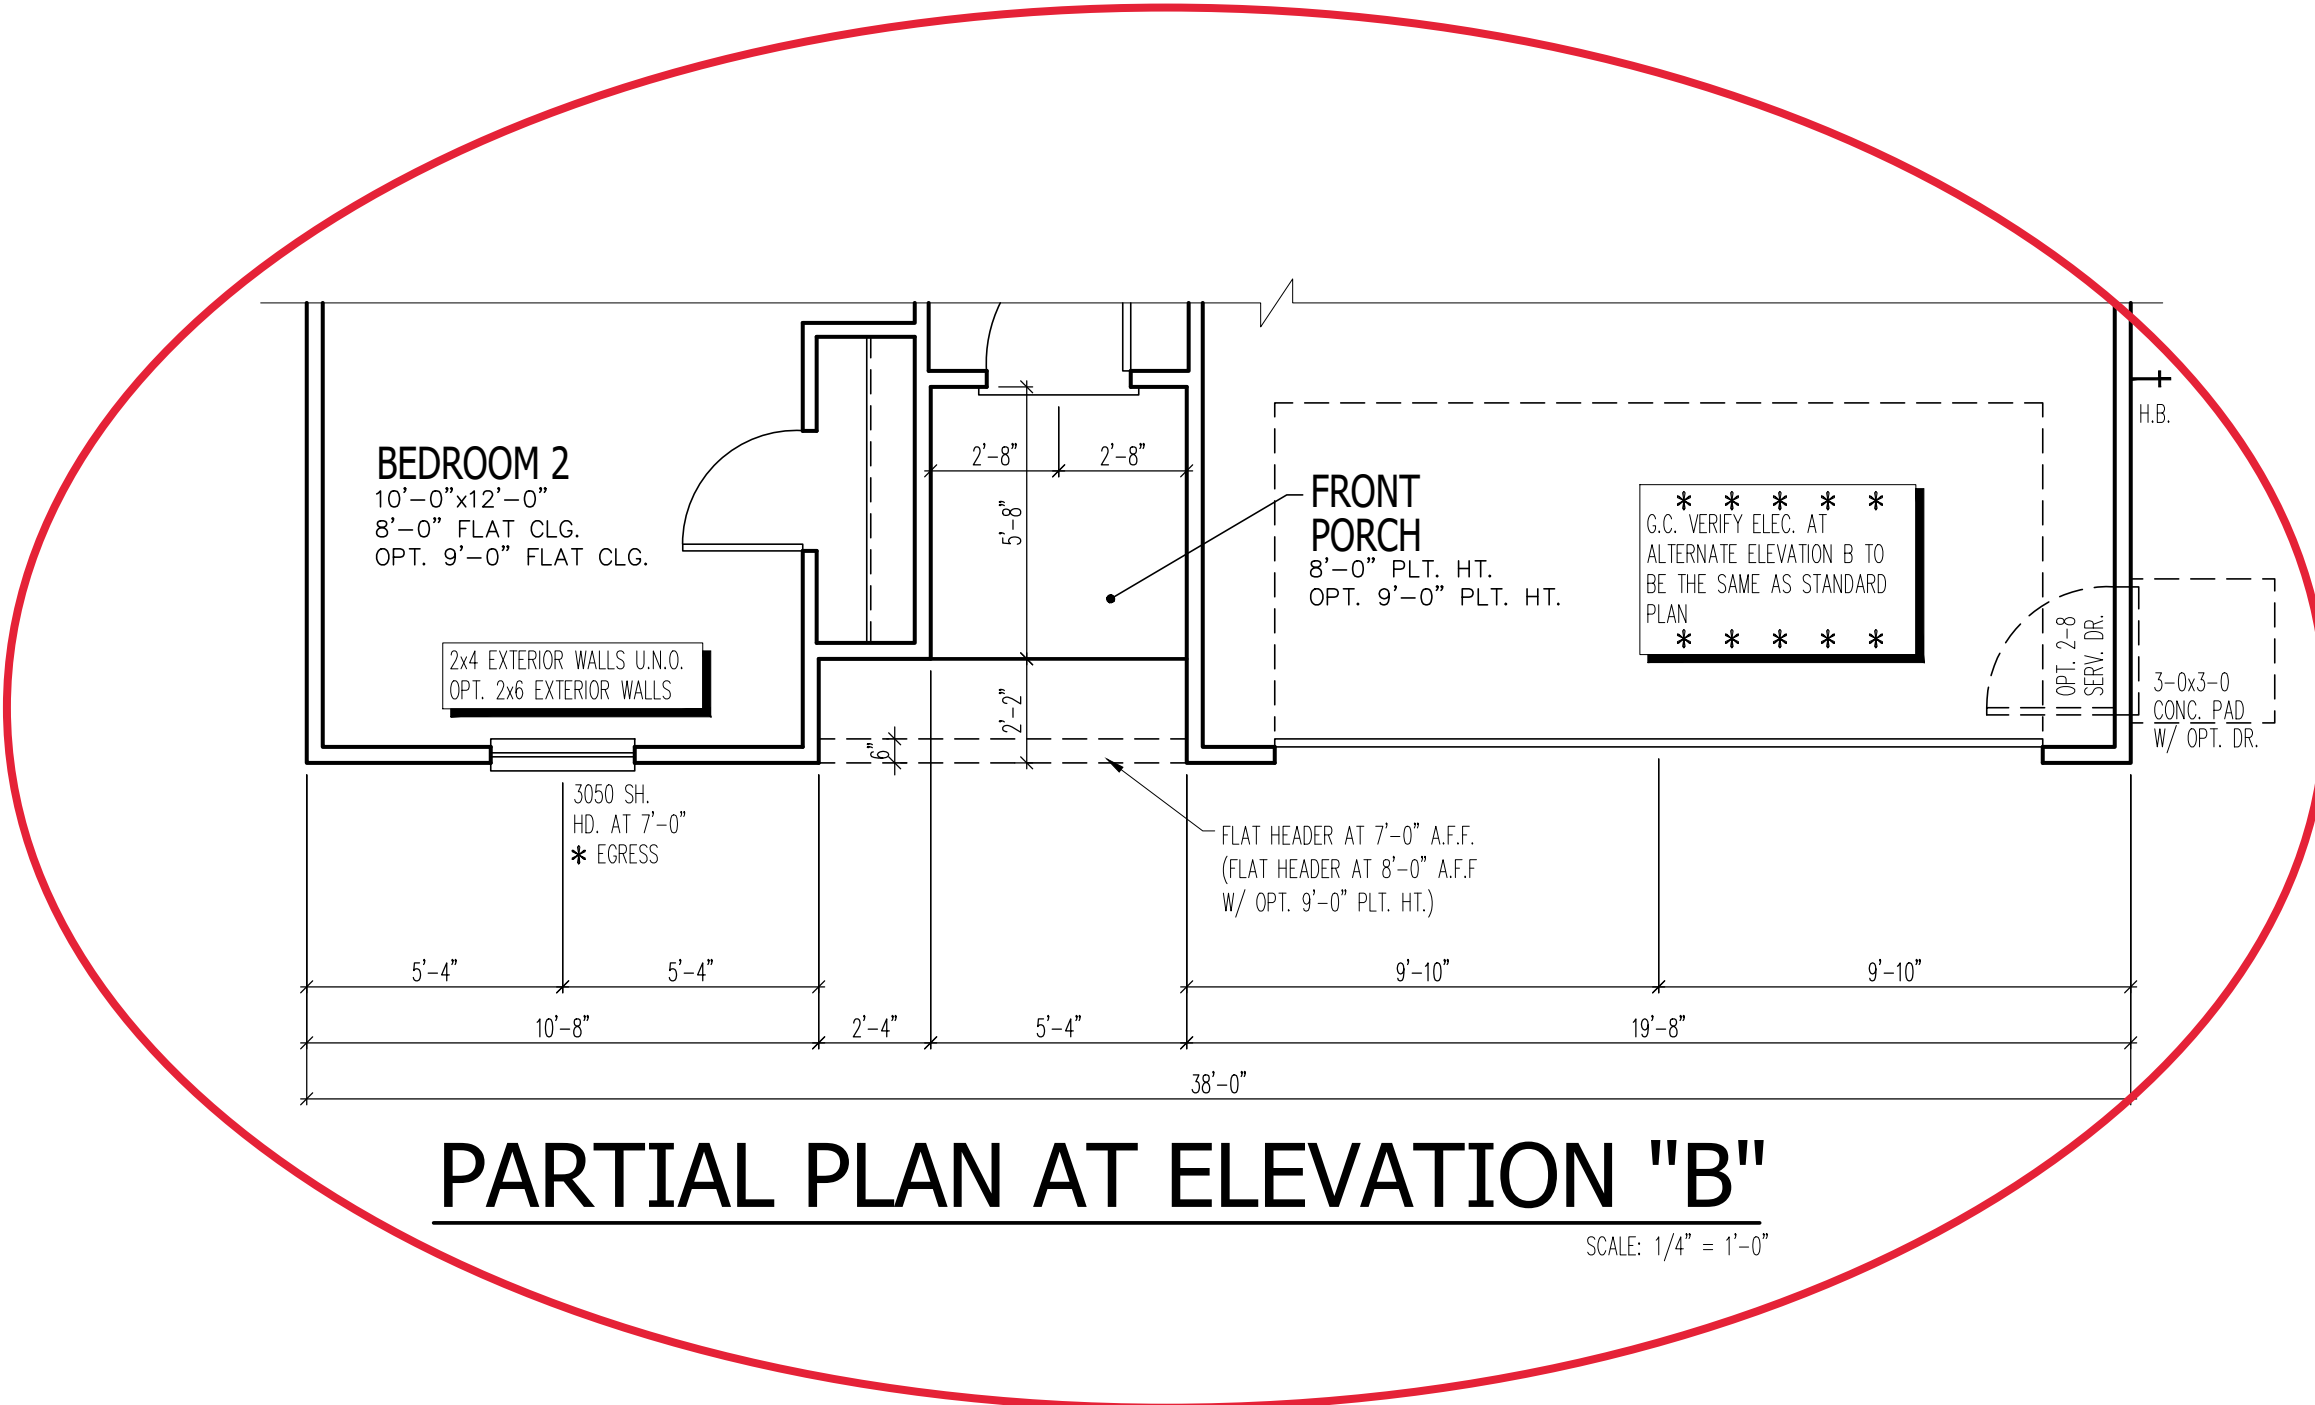 H.B.
BEDROOM 2
10'-0"x12'-0"
8'-0" FLAT CLG.
OPT. 9'-0" FLAT CLG.
2x4 EXTERIOR WALLS U.N.O.
OPT. 2x6 EXTERIOR WALLS
2'-8"
2'-8"
5'-8"
2'-2"
6"
FRONT
PORCH
8'-0" PLT. HT.
OPT. 9'-0" PLT. HT.
* * * * *
G.C. VERIFY ELEC. AT
ALTERNATE ELEVATION B TO
BE THE SAME AS STANDARD
PLAN
* * * * *
OPT. 2-8
SERV. DR.
3-0x3-0
CONC. PAD
W/ OPT. DR.
3050 SH.
HD. AT 7'-0"
* EGRESS
FLAT HEADER AT 7'-0" A.F.F.
(FLAT HEADER AT 8'-0" A.F.F
W/ OPT. 9'-0" PLT. HT.)
5'-4"
5'-4"
9'-10"
9'-10"
10'-8"
2'-4"
5'-4"
19'-8"
38'-0"
PARTIAL PLAN AT ELEVATION "B"
SCALE: 1/4" = 1'-0"